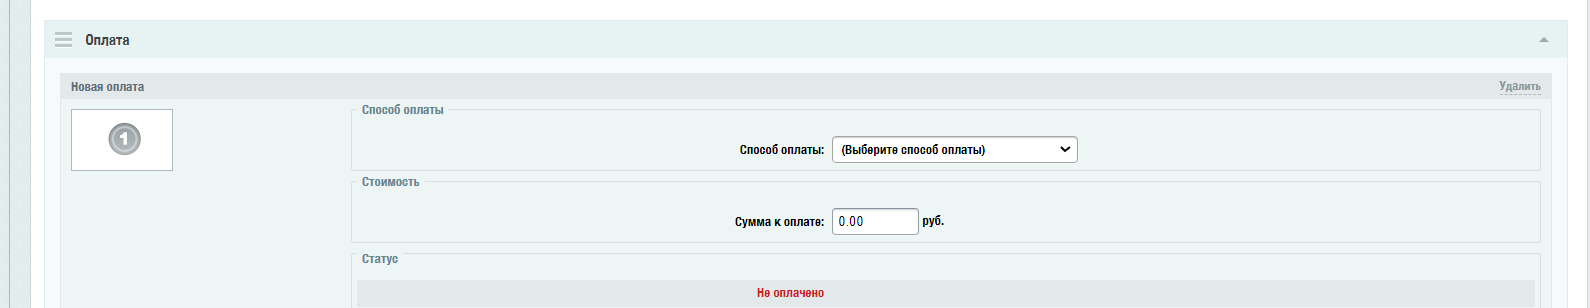 Оплата
Новая оплата
Удалить
1
Способ оплаты
Способ оплаты: (Выберите способ оплаты)
Стоимость
Сумма к оплате: 0.00 руб.
Статус
Не оплачено